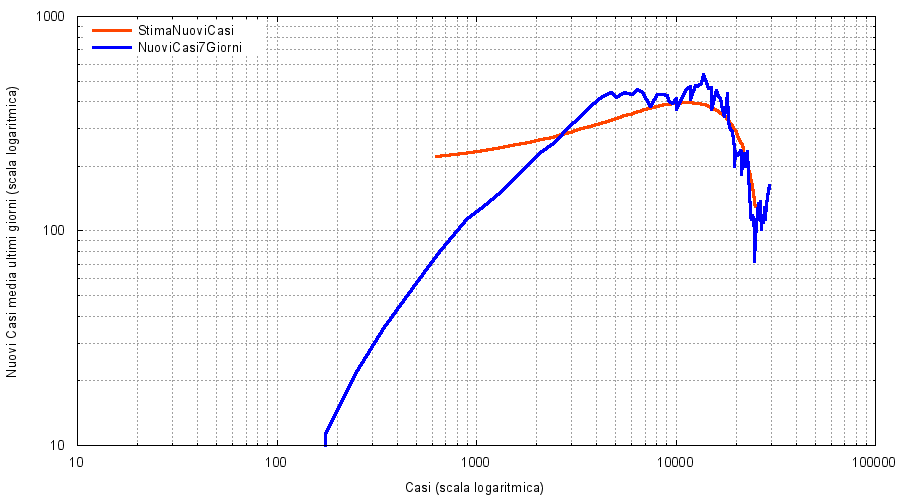 1000
StimaNuoviCasi
NuoviCasi7Giorni
100
10
Nuovi Casi media ultimi giorni (scala logaritmica)
10 100 1000 10000 100000
Casi (scala logaritmica)